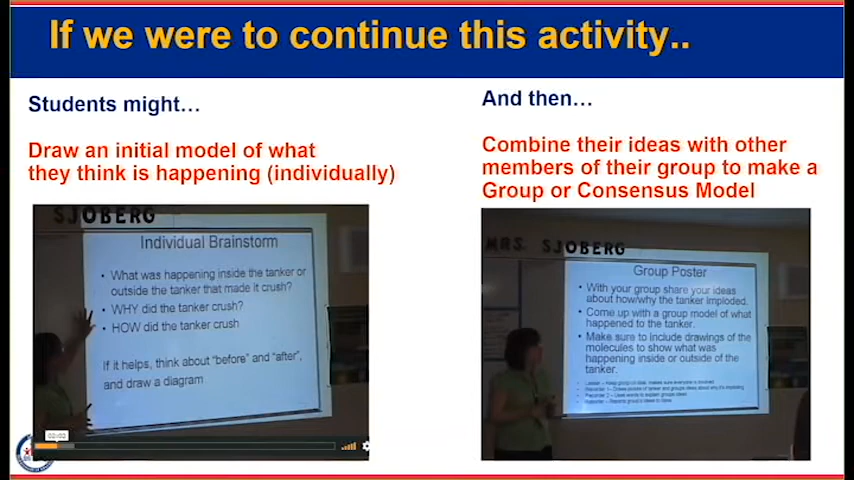 If we were to continue this activity..
Students might…
Draw an initial model of what
they think is happening (individually)
SJOBERG
Individual Brainstorm
• What was happening inside the tanker or
outside the tanker that made it crush?
• WHY did the tanker crush?
• HOW did the tanker crush
If it helps, think about "before" and "after",
and draw a diagram
And then…
Combine their ideas with other
members of their group to make a
Group or Consensus Model
MRS. SJOBERG
Group Poster
• With your group share your ideas
about how/why the tanker imploded.
• Come up with a group model of what
happened to the tanker.
• Make sure to include drawings of the
molecules to show what was
happening inside or outside of the
tanker.